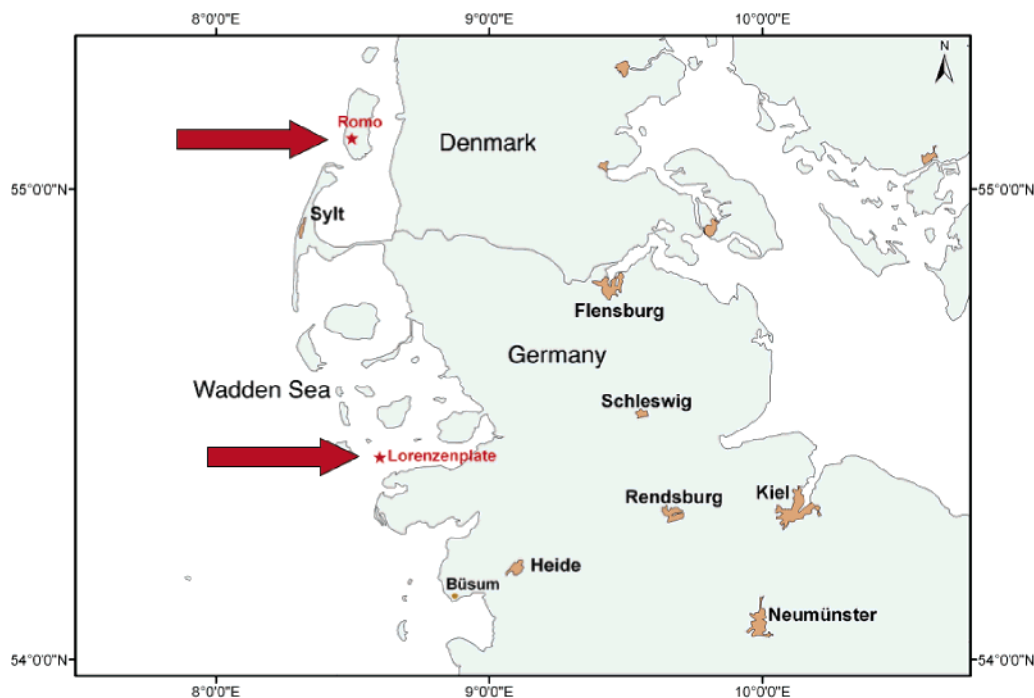 8°0'0"E 9°0'0"E 10°0'0"E
N
Romo
Denmark
55°0'0"N 55°0'0"N
Sylt
Flensburg
Germany
Wadden Sea
Schleswig
Lorenzenplate
Rendsburg
Kiel
Heide
Büsum
Neumünster
54°0'0"N 54°0'0"N
8°0'0"E 9°0'0"E 10°0'0"E